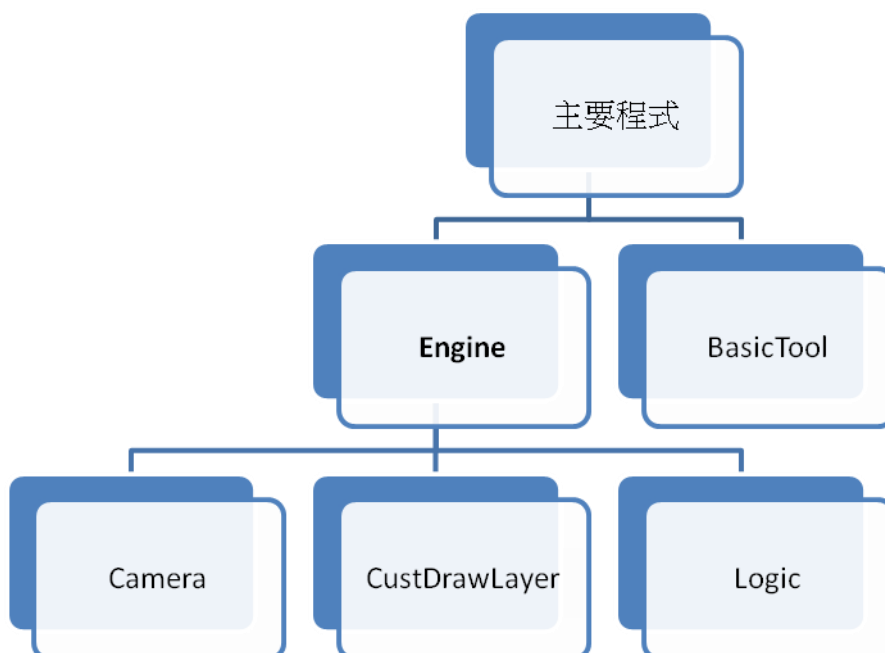 主要程式
Engine
BasicTool
Camera
CustDrawLayer
Logic